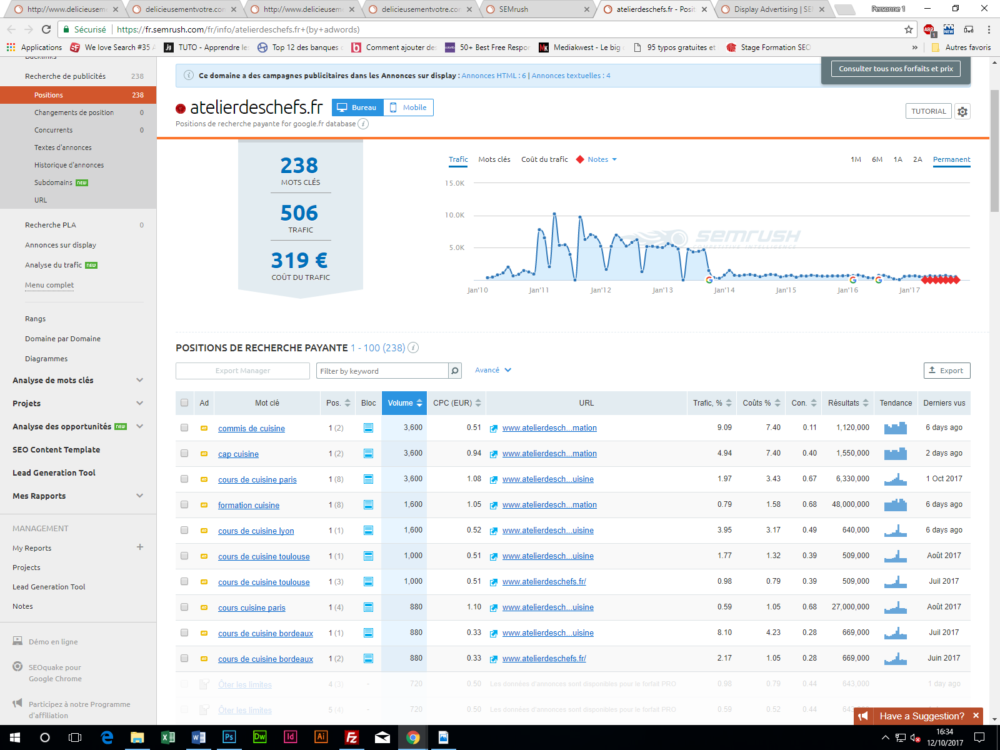 http://www.delicieusem
delicieusementvotre.com
http://www.delicieusem
delicieusementvotre.com
SEMrush
atelierdeschefs.fr - Posit
Display Advertising | SE
Personne 1
Sécurisé
https://fr.semrush.com/fr/info/atelierdeschefs.fr+(by+adwords)
ABP
1
NEW
Applications
We love Search #35
TUTO - Apprendre le
Top 12 des banques
Comment ajouter des
50+ Best Free Respon
Mediakwest - Le big
95 typos gratuites et
Stage Formation SEO
»
Autres favoris
Backlinks
Recherche de publicités 238
Positions 238
Changements de position 0
Concurrents 0
Textes d'annonces
Historique d'annonces
Subdomains NEW
URL
Recherche PLA 0
Annonces sur display
Analyse du trafic NEW
Menu complet
Rangs
Domaine par Domaine
Diagrammes
Analyse de mots clés
Projets
Analyse des opportunités NEW
SEO Content Template
Lead Generation Tool
Mes Rapports
MANAGEMENT
My Reports +
Projects
Lead Generation Tool
Notes
Démo en ligne
SEOquake pour
Google Chrome
Participez à notre Programme
d'affiliation
Ce domaine a des campagnes publicitaires dans les Annonces sur display : Annonces HTML : 6 | Annonces textuelles : 4
Consulter tous nos forfaits et prix
atelierdeschefs.fr
Bureau
Mobile
TUTORIAL
Positions de recherche payante for google.fr database
238
MOTS CLÉS
506
TRAFIC
319 €
COÛT DU TRAFIC
Trafic Mots clés Coût du trafic Notes
1M 6M 1A 2A Permanent
15.0K
10.0K
5.0K
semrush
COMPETITIVE INTELLIGENCE
Jan'10 Jan'11 Jan'12 Jan'13 Jan'14 Jan'15 Jan'16 Jan'17
POSITIONS DE RECHERCHE PAYANTE 1 - 100 (238)
Export Manager
Filter by keyword
Avancé
Export
Ad Mot clé Pos. Bloc Volume CPC (EUR) URL Trafic, % Coûts % Con. Résultats Tendance Derniers vus
AD commis de cuisine 1 (2) 3,600 0.51 www.atelierdesch...mation 9.09 7.40 0.11 1,120,000 6 days ago
AD cap cuisine 1 (2) 3,600 0.94 www.atelierdesch...mation 4.94 7.40 0.40 1,550,000 2 days ago
AD cours de cuisine paris 1 (8) 3,600 1.08 www.atelierdesch...uisine 1.97 3.43 0.67 6,330,000 1 Oct 2017
AD formation cuisine 1 (8) 1,600 1.05 www.atelierdesch...mation 0.79 1.58 0.68 48,000,000 6 days ago
AD cours de cuisine lyon 1 (1) 1,600 0.52 www.atelierdesch...uisine 3.95 3.17 0.49 640,000 6 days ago
AD cours de cuisine toulouse 1 (1) 1,000 0.51 www.atelierdesch...uisine 1.77 1.32 0.39 509,000 Août 2017
AD cours de cuisine toulouse 1 (3) 1,000 0.51 www.atelierdeschefs.fr/ 0.98 0.79 0.39 509,000 Juil 2017
AD cours cuisine paris 1 (4) 880 1.10 www.atelierdesch...uisine 0.59 1.05 0.68 27,000,000 Août 2017
AD cours de cuisine bordeaux 1 (1) 880 0.33 www.atelierdesch...uisine 8.10 4.23 0.28 669,000 Juil 2017
AD cours de cuisine bordeaux 1 (2) 880 0.33 www.atelierdeschefs.fr/ 2.17 1.05 0.28 669,000 Juin 2017
Ôter les limites 4 (3) - 720 0.50 Les données d'annonces sont disponibles pour le forfait PRO 0.98 0.79 0.44 643,000 1 day ago
Ôter les limites 5 (4) - 720 0.50 Les données d'annonces sont disponibles pour le forfait PRO 0.59 0.52 0.44
Have a Suggestion?
Ps
Dw
Id
Ai
Fz
16:34
12/10/2017